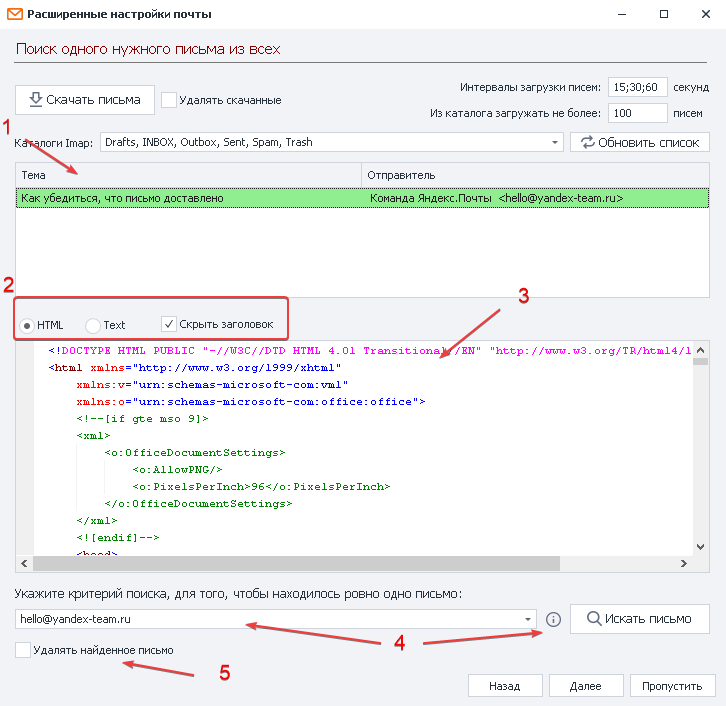 Расширенные настройки почты
Поиск одного нужного письма из всех
Скачать письма
Удалять скачанные
Интервалы загрузки писем: 15;30;60 секунд
Из каталога загружать не более: 100 писем
1
Каталоги Imap: Drafts, INBOX, Outbox, Sent, Spam, Trash
Обновить список
Тема Отправитель
Как убедиться, что письмо доставлено Команда Яндекс.Почты <hello@yandex-team.ru>
2
3
HTML Text Скрыть заголовок
<!DOCTYPE HTML PUBLIC "-//W3C//DTD HTML 4.01 Transitional//EN" "http://www.w3.org/TR/html4/l
<html xmlns="http://www.w3.org/1999/xhtml"
xmlns:v="urn:schemas-microsoft-com:vml"
xmlns:o="urn:schemas-microsoft-com:office:office">
<!--[if gte mso 9]>
<xml>
<o:OfficeDocumentSettings>
<o:AllowPNG/>
<o:PixelsPerInch>96</o:PixelsPerInch>
</o:OfficeDocumentSettings>
</xml>
<![endif]-->
<head>
Укажите критерий поиска, для того, чтобы находилось ровно одно письмо:
hello@yandex-team.ru
Искать письмо
4
Удалять найденное письмо
5
Назад Далее Пропустить